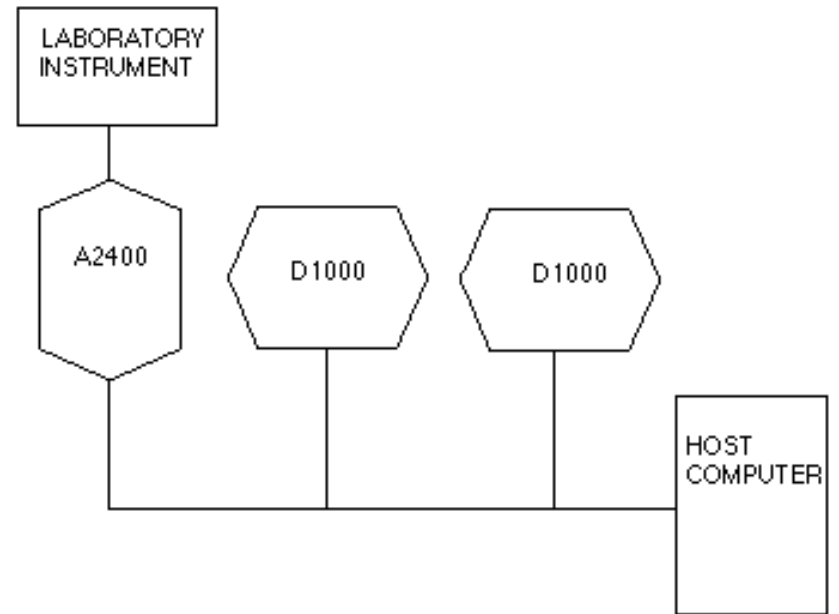 LABORATORY
INSTRUMENT
A2400
D1000
D1000
HOST
COMPUTER